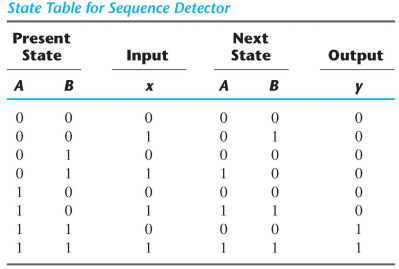 State Table for Sequence Detector
Present State Input Next State Output
A B x A B y
0 0 0 0 0 0
0 0 1 0 1 0
0 1 0 0 0 0
0 1 1 1 0 0
1 0 0 0 0 0
1 0 1 1 1 0
1 1 0 0 0 1
1 1 1 1 1 1